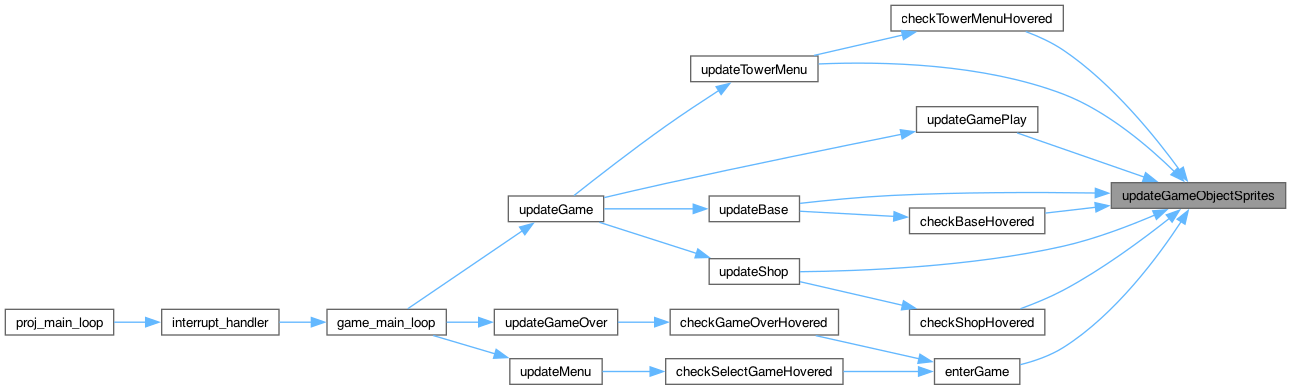 checkTowerMenuHovered
updateTowerMenu
updateGamePlay
updateGameObjectSprites
updateGame
updateBase
checkBaseHovered
updateShop
proj_main_loop
interrupt_handler
game_main_loop
updateGameOver
checkGameOverHovered
checkShopHovered
updateMenu
checkSelectGameHovered
enterGame